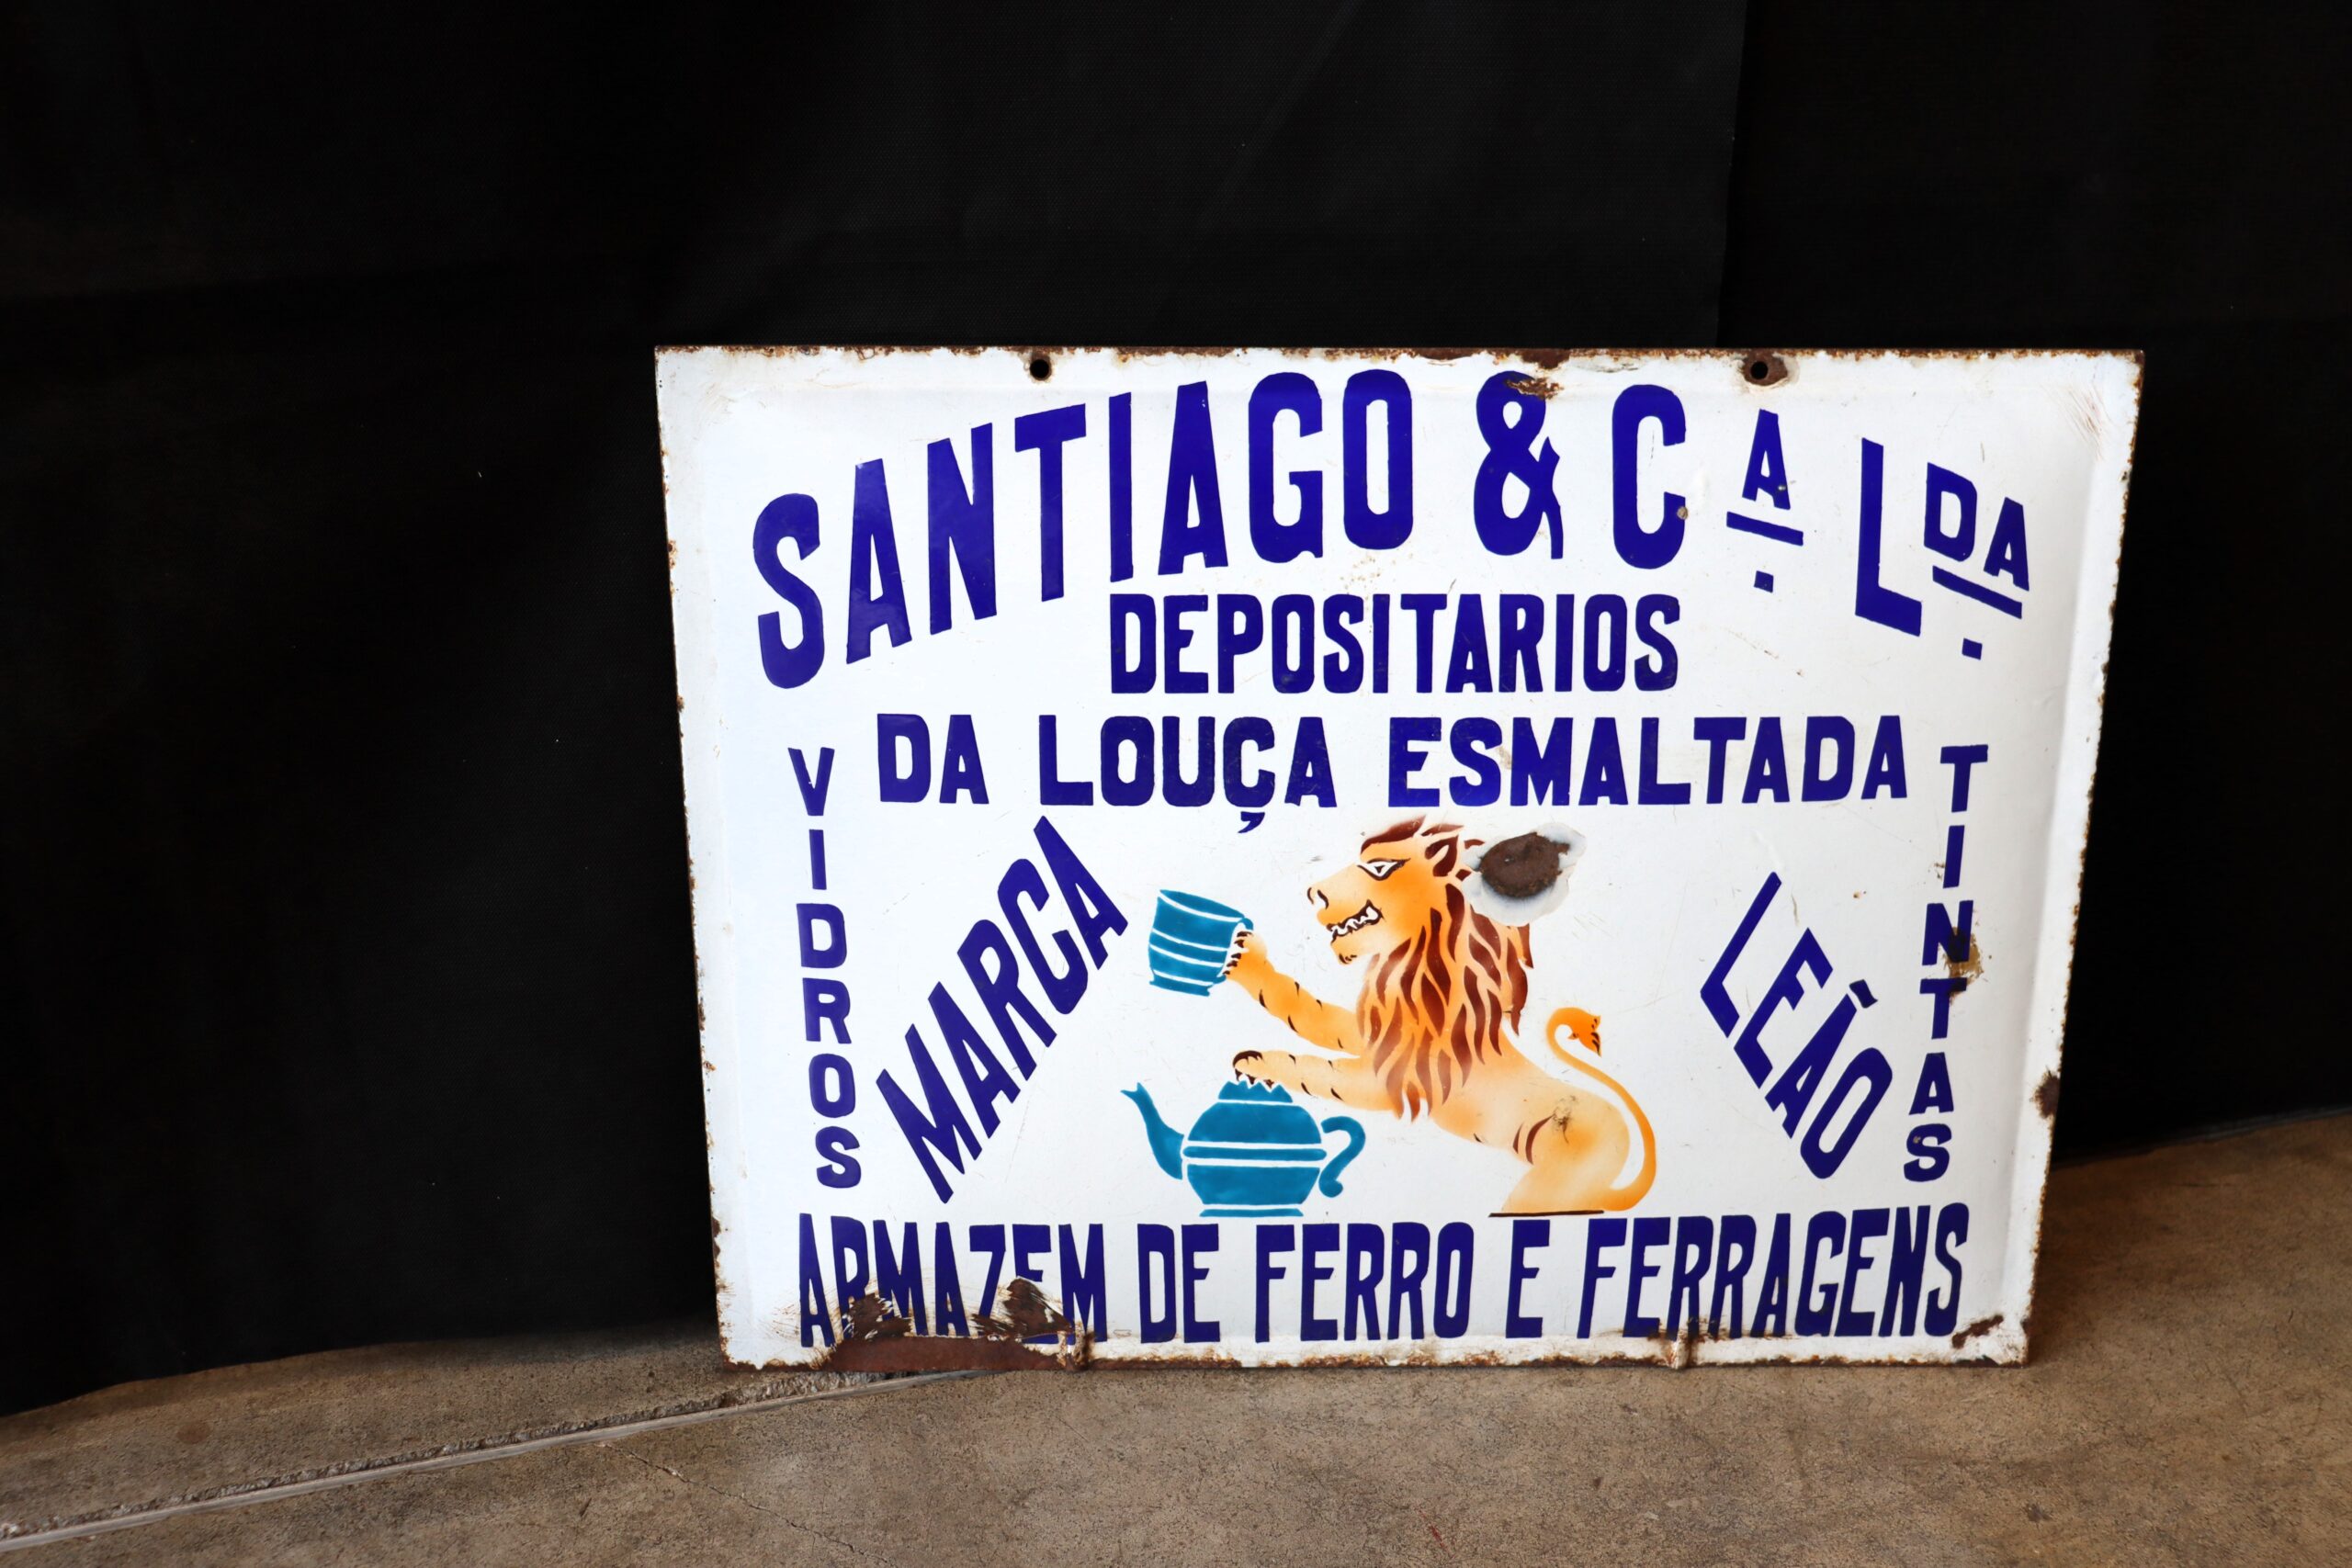 SANTIAGO & Cᴬ. Lᴰᴬ.
DEPOSITARIOS
DA LOUÇA ESMALTADA
VIDROS
MARCA
LEÃO
TINTAS
ARMAZEM DE FERRO E FERRAGENS